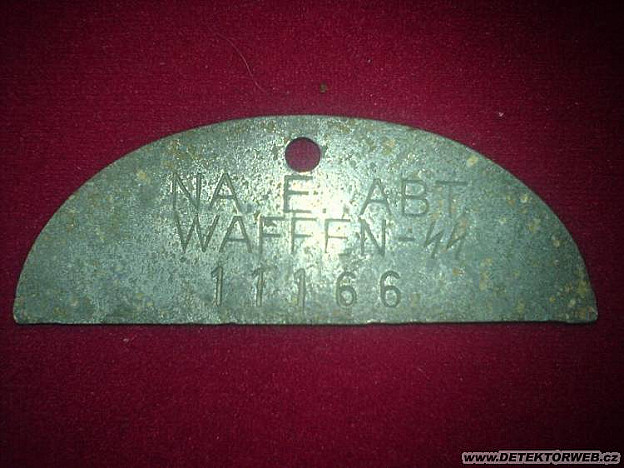 NA. E. ABT
WAFFEN-ᛋᛋ
11166
www.DETEKTORWEB.cz